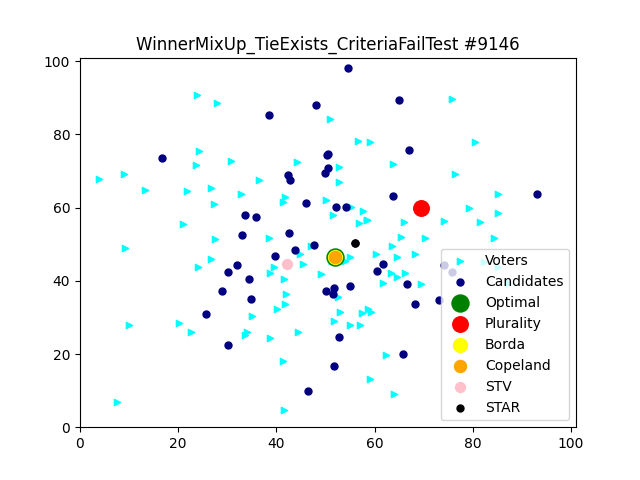 WinnerMixUp_TieExists_CriteriaFailTest #9146
100
80
60
40
20
0
0 20 40 60 80 100
Voters
Candidates
Optimal
Plurality
Borda
Copeland
STV
STAR